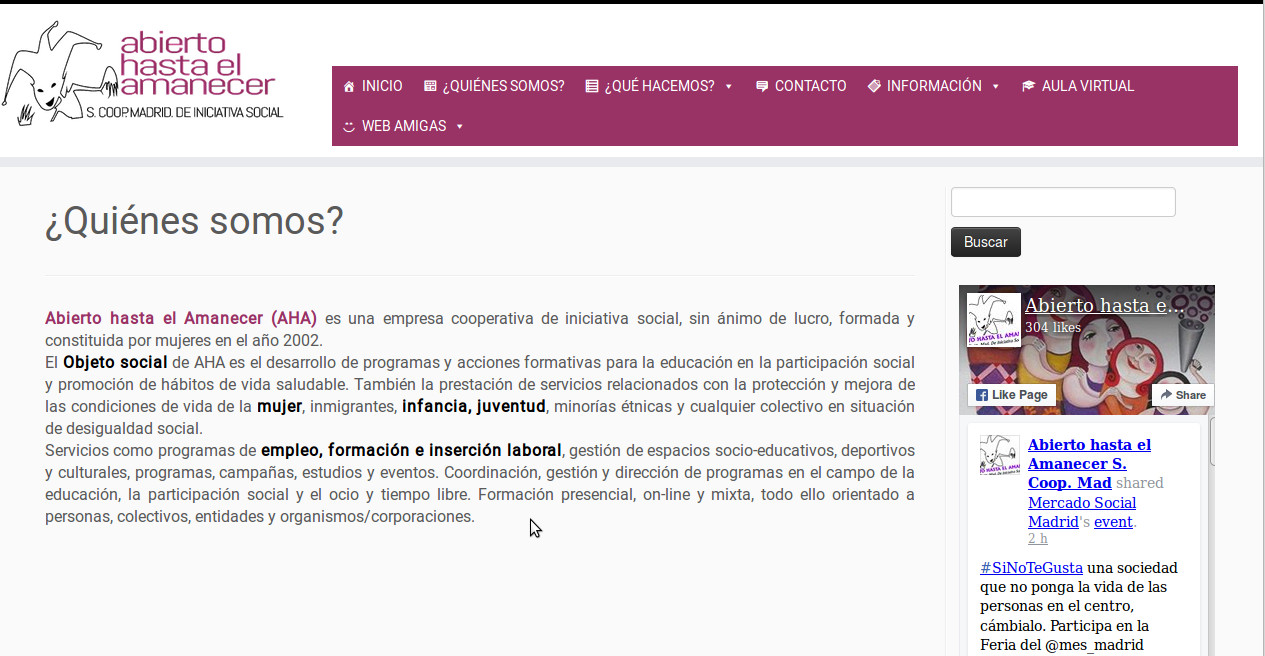 abierto
hasta el
amanecer
S. COOP.MADRID. DE INICIATIVA SOCIAL
INICIO
¿QUIÉNES SOMOS?
¿QUÉ HACEMOS?
CONTACTO
INFORMACIÓN
AULA VIRTUAL
WEB AMIGAS
¿Quiénes somos?
Abierto hasta el Amanecer (AHA) es una empresa cooperativa de iniciativa social, sin ánimo de lucro, formada y
constituida por mujeres en el año 2002.
El Objeto social de AHA es el desarrollo de programas y acciones formativas para la educación en la participación social
y promoción de hábitos de vida saludable. También la prestación de servicios relacionados con la protección y mejora de
las condiciones de vida de la mujer, inmigrantes, infancia, juventud, minorías étnicas y cualquier colectivo en situación
de desigualdad social.
Servicios como programas de empleo, formación e inserción laboral, gestión de espacios socio-educativos, deportivos
y culturales, programas, campañas, estudios y eventos. Coordinación, gestión y dirección de programas en el campo de la
educación, la participación social y el ocio y tiempo libre. Formación presencial, on-line y mixta, todo ello orientado a
personas, colectivos, entidades y organismos/corporaciones.
Buscar
Abierto hasta e...
304 likes
Like Page
Share
Abierto hasta el
Amanecer S.
Coop. Mad shared
Mercado Social
Madrid's event.
2 h
#SiNoTeGusta una sociedad
que no ponga la vida de las
personas en el centro,
cámbialo. Participa en la
Feria del @mes_madrid